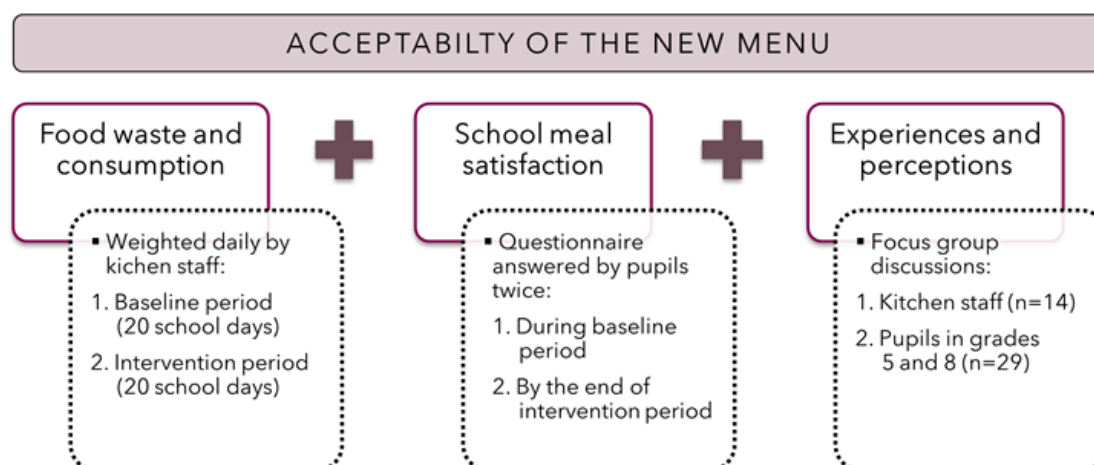 ACCEPTABILTY OF THE NEW MENU
Food waste and
consumption
▪ Weighted daily by
kichen staff:
1. Baseline period
(20 school days)
2. Intervention period
(20 school days)
School meal
satisfaction
▪ Questionnaire
answered by pupils
twice:
1. During baseline
period
2. By the end of
intervention period
Experiences and
perceptions
▪ Focus group
discussions:
1. Kitchen staff (n=14)
2. Pupils in grades
5 and 8 (n=29)